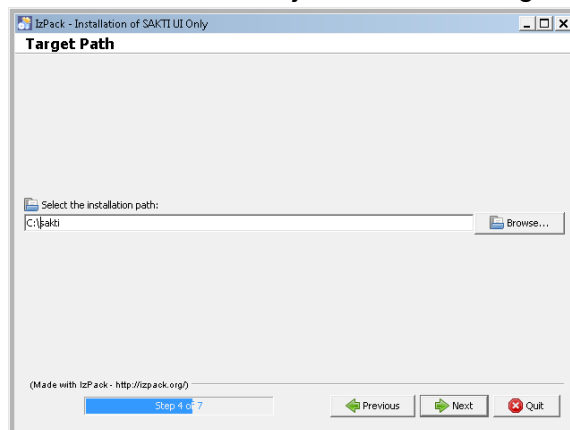 IzPack - Installation of SAKTI UI Only
Target Path
Select the installation path:
C:\sakti
Browse...
(Made with IzPack - http://izpack.org/)
Step 4 of 7
Previous
Next
Quit